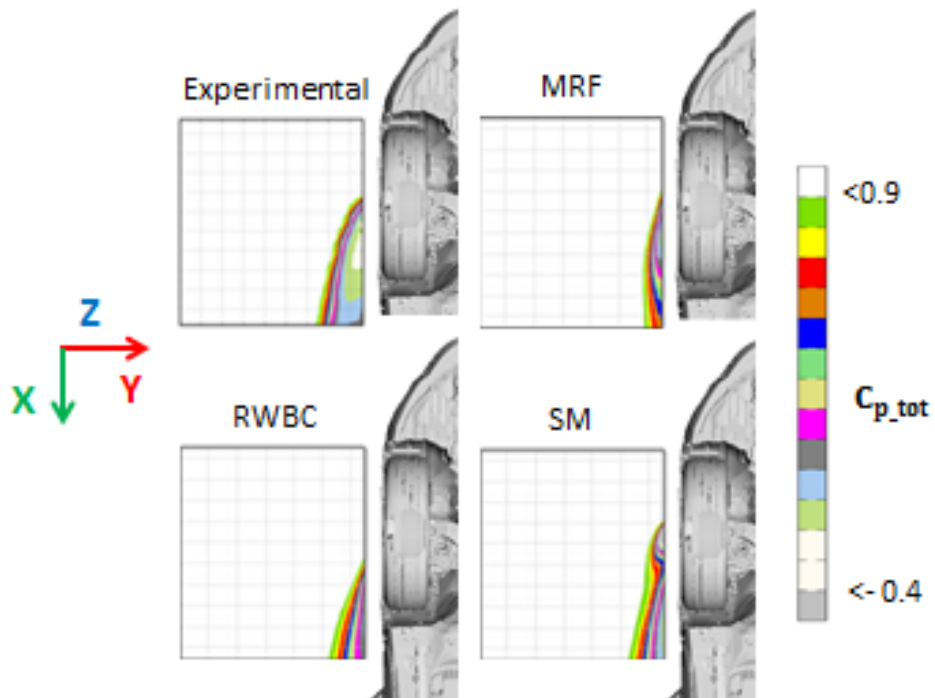 Experimental
MRF
<0.9
Z
Y
X
C_p_tot
RWBC
SM
<- 0.4